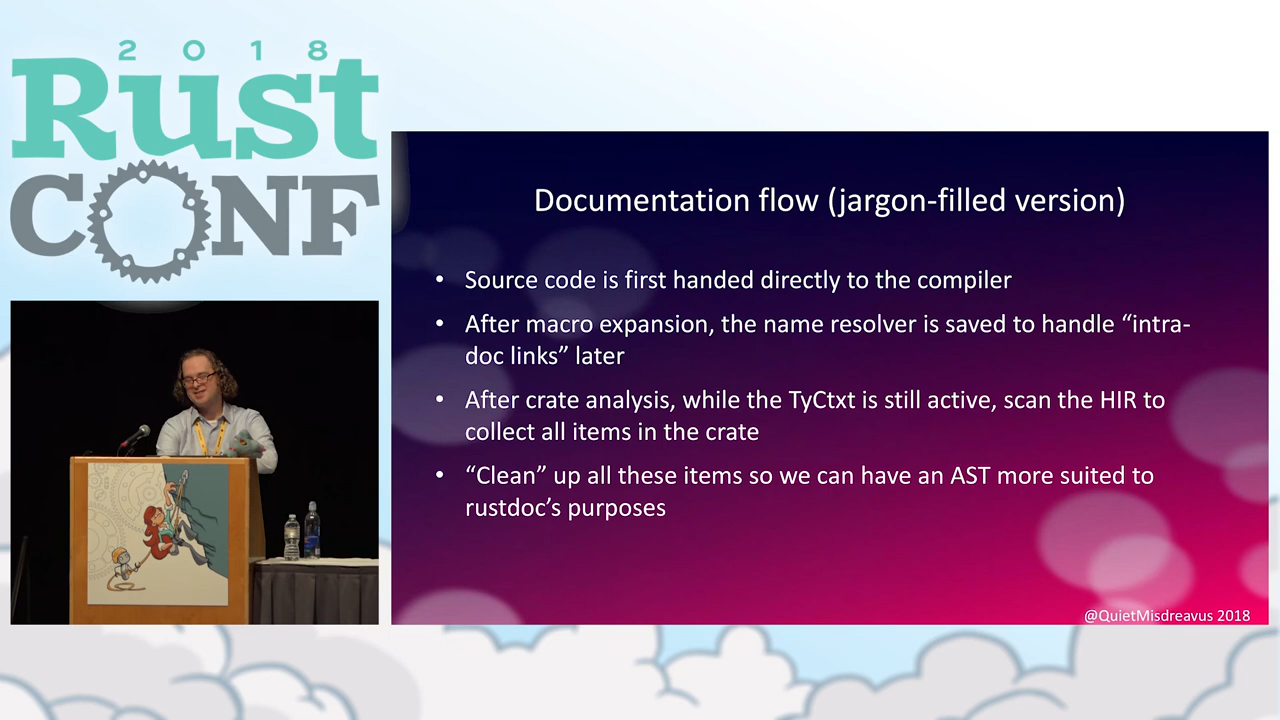 2018
Rust
CONF
Documentation flow (jargon-filled version)
• Source code is first handed directly to the compiler
• After macro expansion, the name resolver is saved to handle “intra-
doc links” later
• After crate analysis, while the TyCtxt is still active, scan the HIR to
collect all items in the crate
• “Clean” up all these items so we can have an AST more suited to
rustdoc’s purposes
@QuietMisdreavus 2018